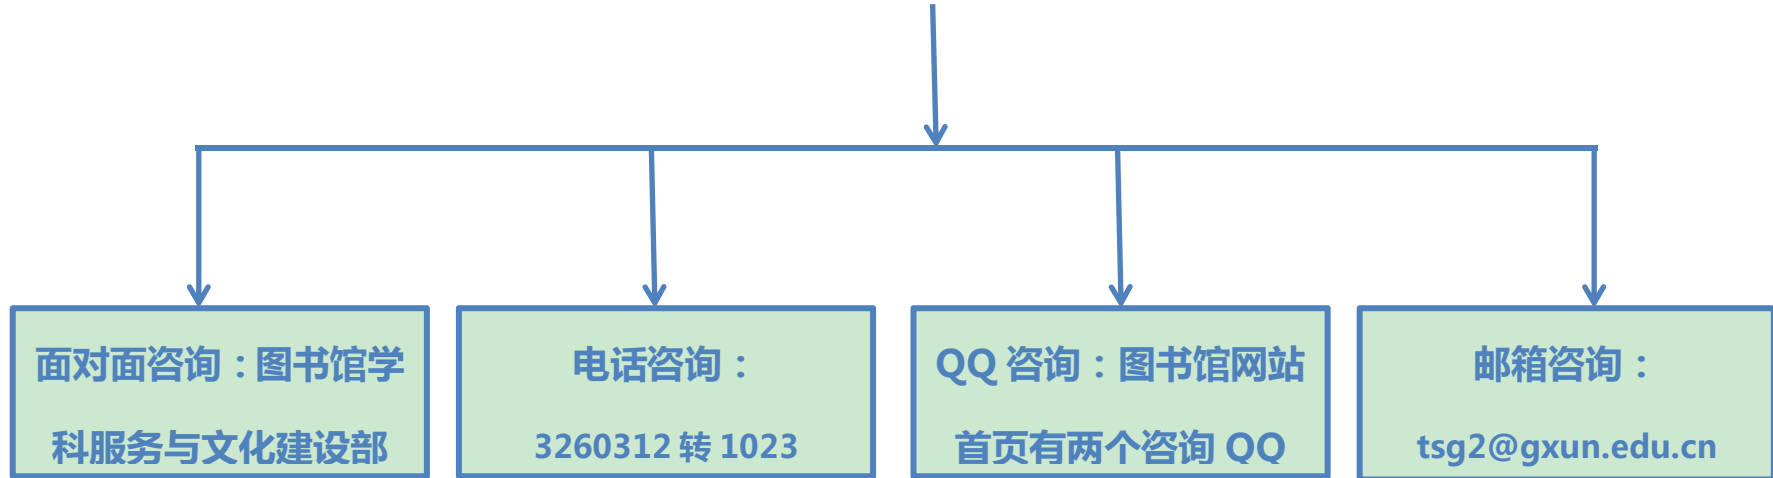 面对面咨询：图书馆学
科服务与文化建设部
电话咨询：
3260312 转 1023
QQ 咨询：图书馆网站
首页有两个咨询 QQ
邮箱咨询：
tsg2@gxun.edu.cn